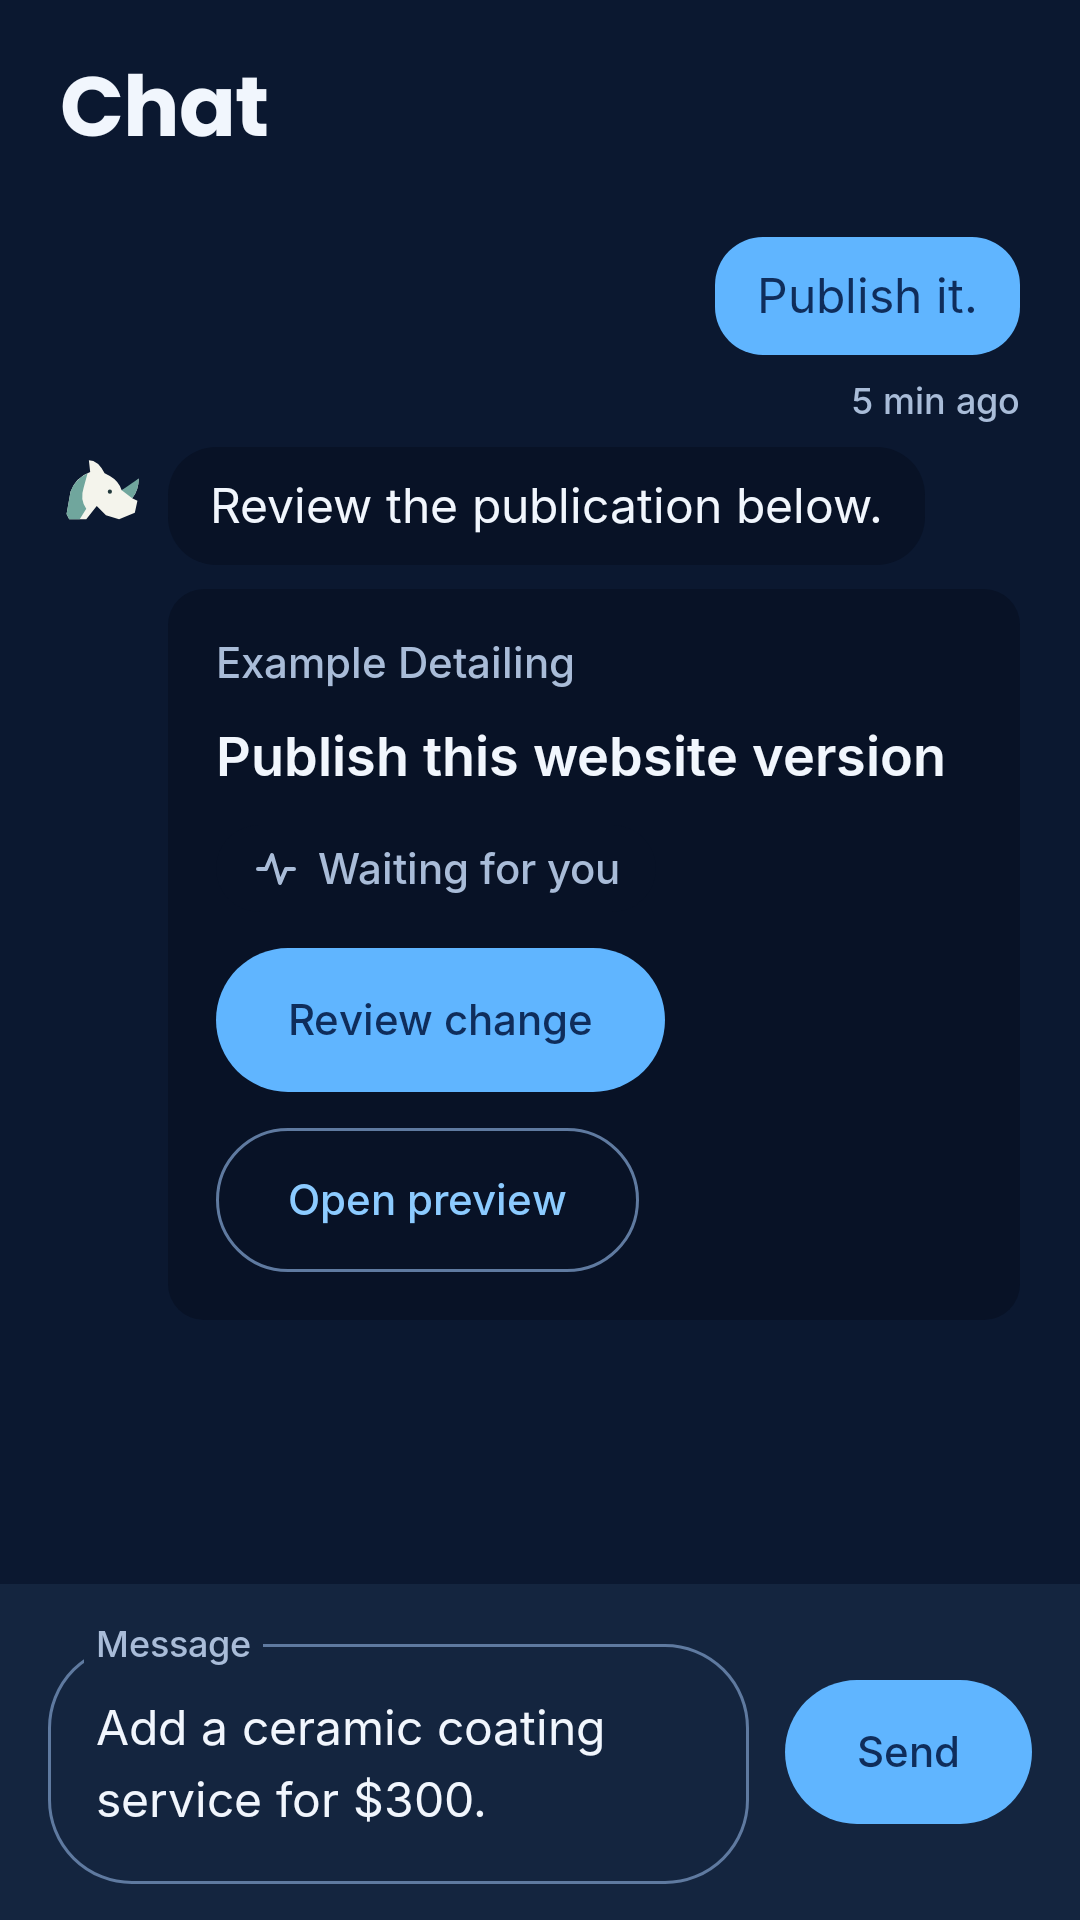 Chat
Publish it.
5 min ago
Review the publication below.
Example Detailing
Publish this website version
Waiting for you
Review change
Open preview
Message
Add a ceramic coating
service for $300.
Send